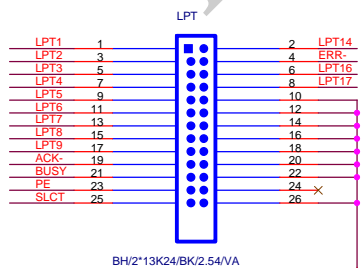 LPT
LPT1 1 2 LPT14
LPT2 3 4 ERR-
LPT3 5 6 LPT16
LPT4 7 8 LPT17
LPT5 9 10
LPT6 11 12
LPT7 13 14
LPT8 15 16
LPT9 17 18
ACK- 19 20
BUSY 21 22
PE 23 24
SLCT 25 26
BH/2*13K24/BK/2.54/VA